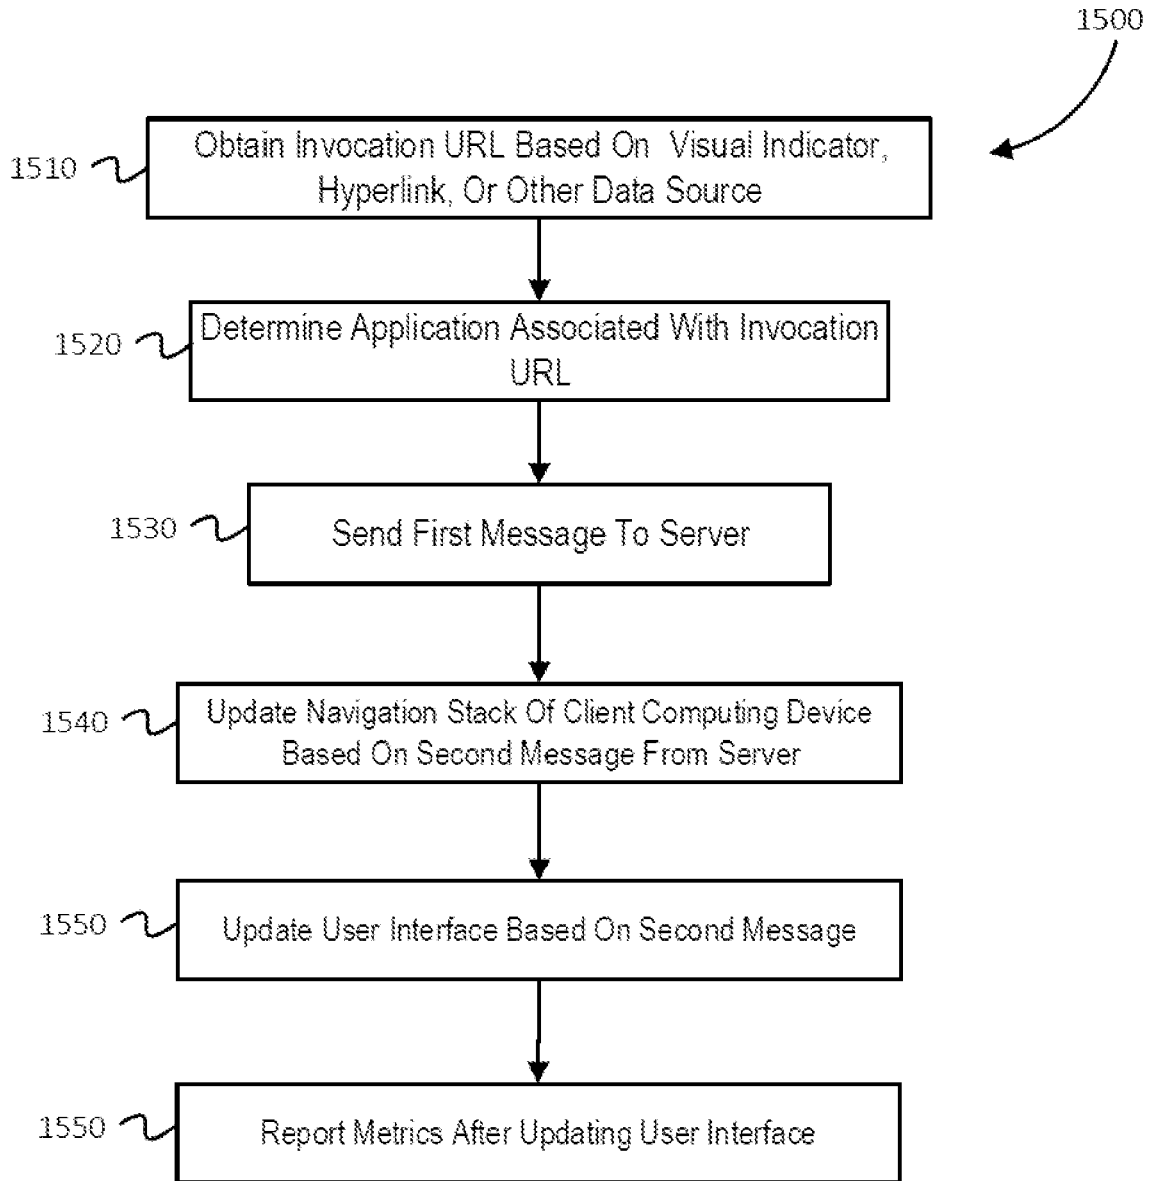 1500
1510
Obtain Invocation URL Based On Visual Indicator,
Hyperlink, Or Other Data Source
1520
Determine Application Associated With Invocation
URL
1530
Send First Message To Server
1540
Update Navigation Stack Of Client Computing Device
Based On Second Message From Server
1550
Update User Interface Based On Second Message
1550
Report Metrics After Updating User Interface